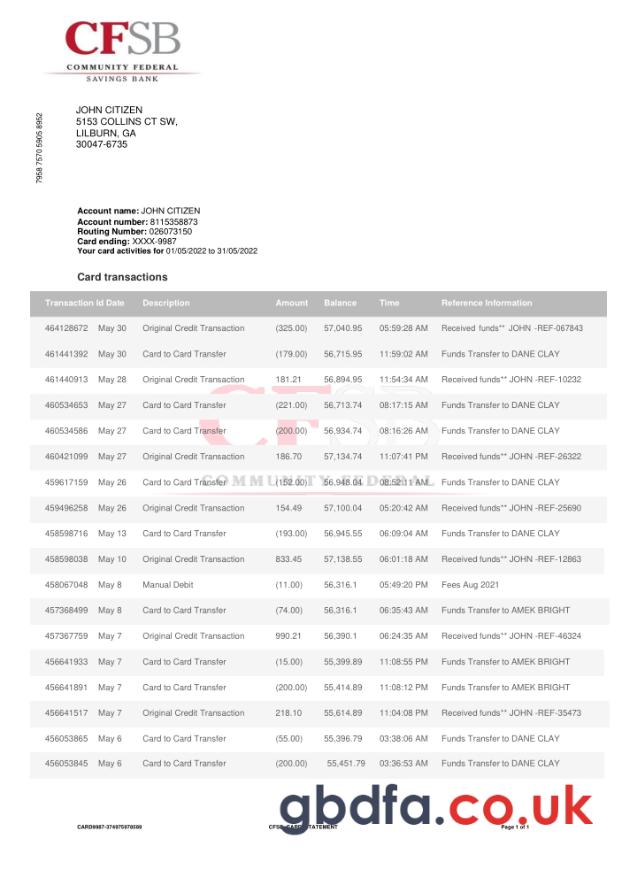 CFSB
COMMUNITY FEDERAL
SAVINGS BANK
7958 7570 5905 8952
JOHN CITIZEN
5153 COLLINS CT SW,
LILBURN, GA
30047-6735
Account name: JOHN CITIZEN
Account number: 8115358873
Routing Number: 026073150
Card ending: XXXX-9987
Your card activities for 01/05/2022 to 31/05/2022
Card transactions
Transaction Id Date Description Amount Balance Time Reference Information
464128672 May 30 Original Credit Transaction (325.00) 57,040.95 05:59:28 AM Received funds** JOHN -REF-067843
461441392 May 30 Card to Card Transfer (179.00) 56,715.95 11:59:02 AM Funds Transfer to DANE CLAY
461440913 May 28 Original Credit Transaction 181.21 56,894.95 11:54:34 AM Received funds** JOHN -REF-10232
460534653 May 27 Card to Card Transfer (221.00) 56,713.74 08:17:15 AM Funds Transfer to DANE CLAY
460534586 May 27 Card to Card Transfer (200.00) 56,934.74 08:16:26 AM Funds Transfer to DANE CLAY
460421099 May 27 Original Credit Transaction 186.70 57,134.74 11:07:41 PM Received funds** JOHN -REF-26322
459617159 May 26 Card to Card Transfer (152.00) 56,948.04 08:52:11 AM Funds Transfer to DANE CLAY
459496258 May 26 Original Credit Transaction 154.49 57,100.04 05:20:42 AM Received funds** JOHN -REF-25690
458598716 May 13 Card to Card Transfer (193.00) 56,945.55 06:09:04 AM Funds Transfer to DANE CLAY
458598038 May 10 Original Credit Transaction 833.45 57,138.55 06:01:18 AM Received funds** JOHN -REF-12863
458067048 May 8 Manual Debit (11.00) 56,316.1 05:49:20 PM Fees Aug 2021
457368499 May 8 Card to Card Transfer (74.00) 56,316.1 06:35:43 AM Funds Transfer to AMEK BRIGHT
457367759 May 7 Original Credit Transaction 990.21 56,390.1 06:24:35 AM Received funds** JOHN -REF-46324
456641933 May 7 Card to Card Transfer (15.00) 55,399.89 11:08:55 PM Funds Transfer to AMEK BRIGHT
456641891 May 7 Card to Card Transfer (200.00) 55,414.89 11:08:12 PM Funds Transfer to AMEK BRIGHT
456641517 May 7 Original Credit Transaction 218.10 55,614.89 11:04:08 PM Received funds** JOHN -REF-35473
456053865 May 6 Card to Card Transfer (55.00) 55,396.79 03:38:06 AM Funds Transfer to DANE CLAY
456053845 May 6 Card to Card Transfer (200.00) 55,451.79 03:36:53 AM Funds Transfer to DANE CLAY
CFSB
COMMUNITY FEDERAL
gbdfa.co.uk
Page 1 of 1